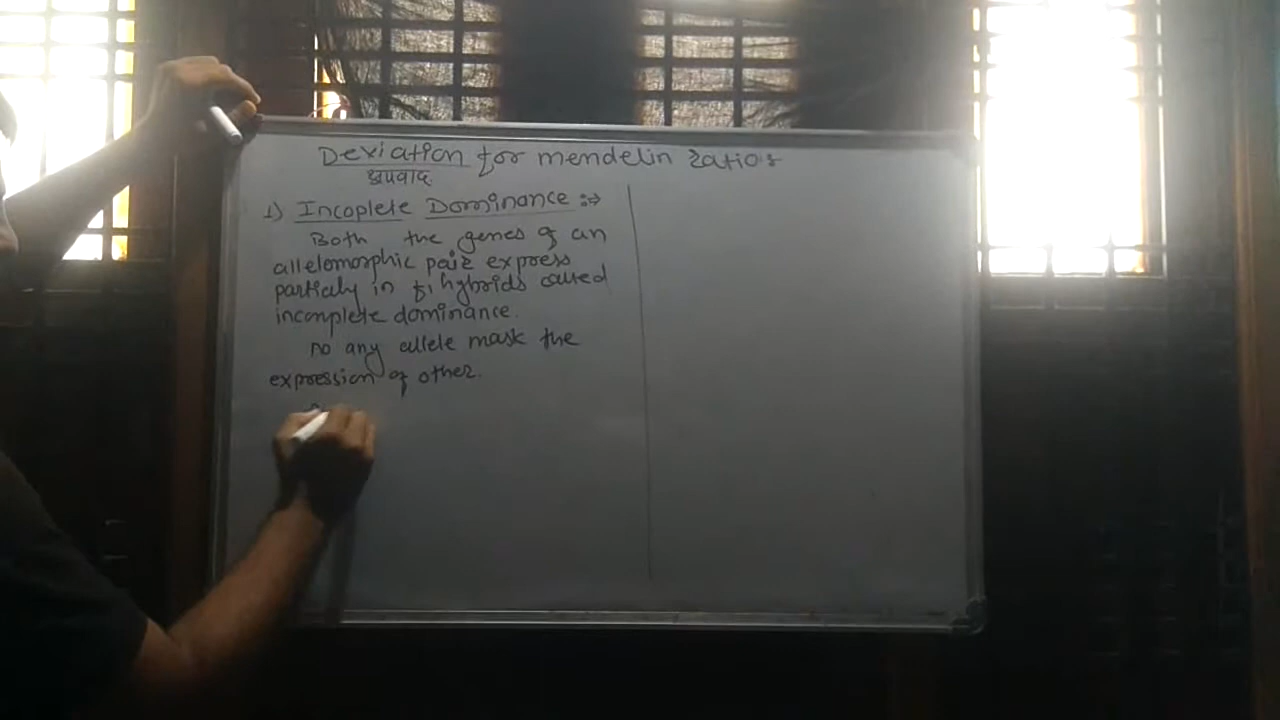 Deviation for mendelin ratios
अपवाद
1) Incoplete Dominance :→
Both the genes of an
allelomorphic pair express
partialy in f1 hybrids called
incomplete dominance.
no any allele mask the
expression of other.